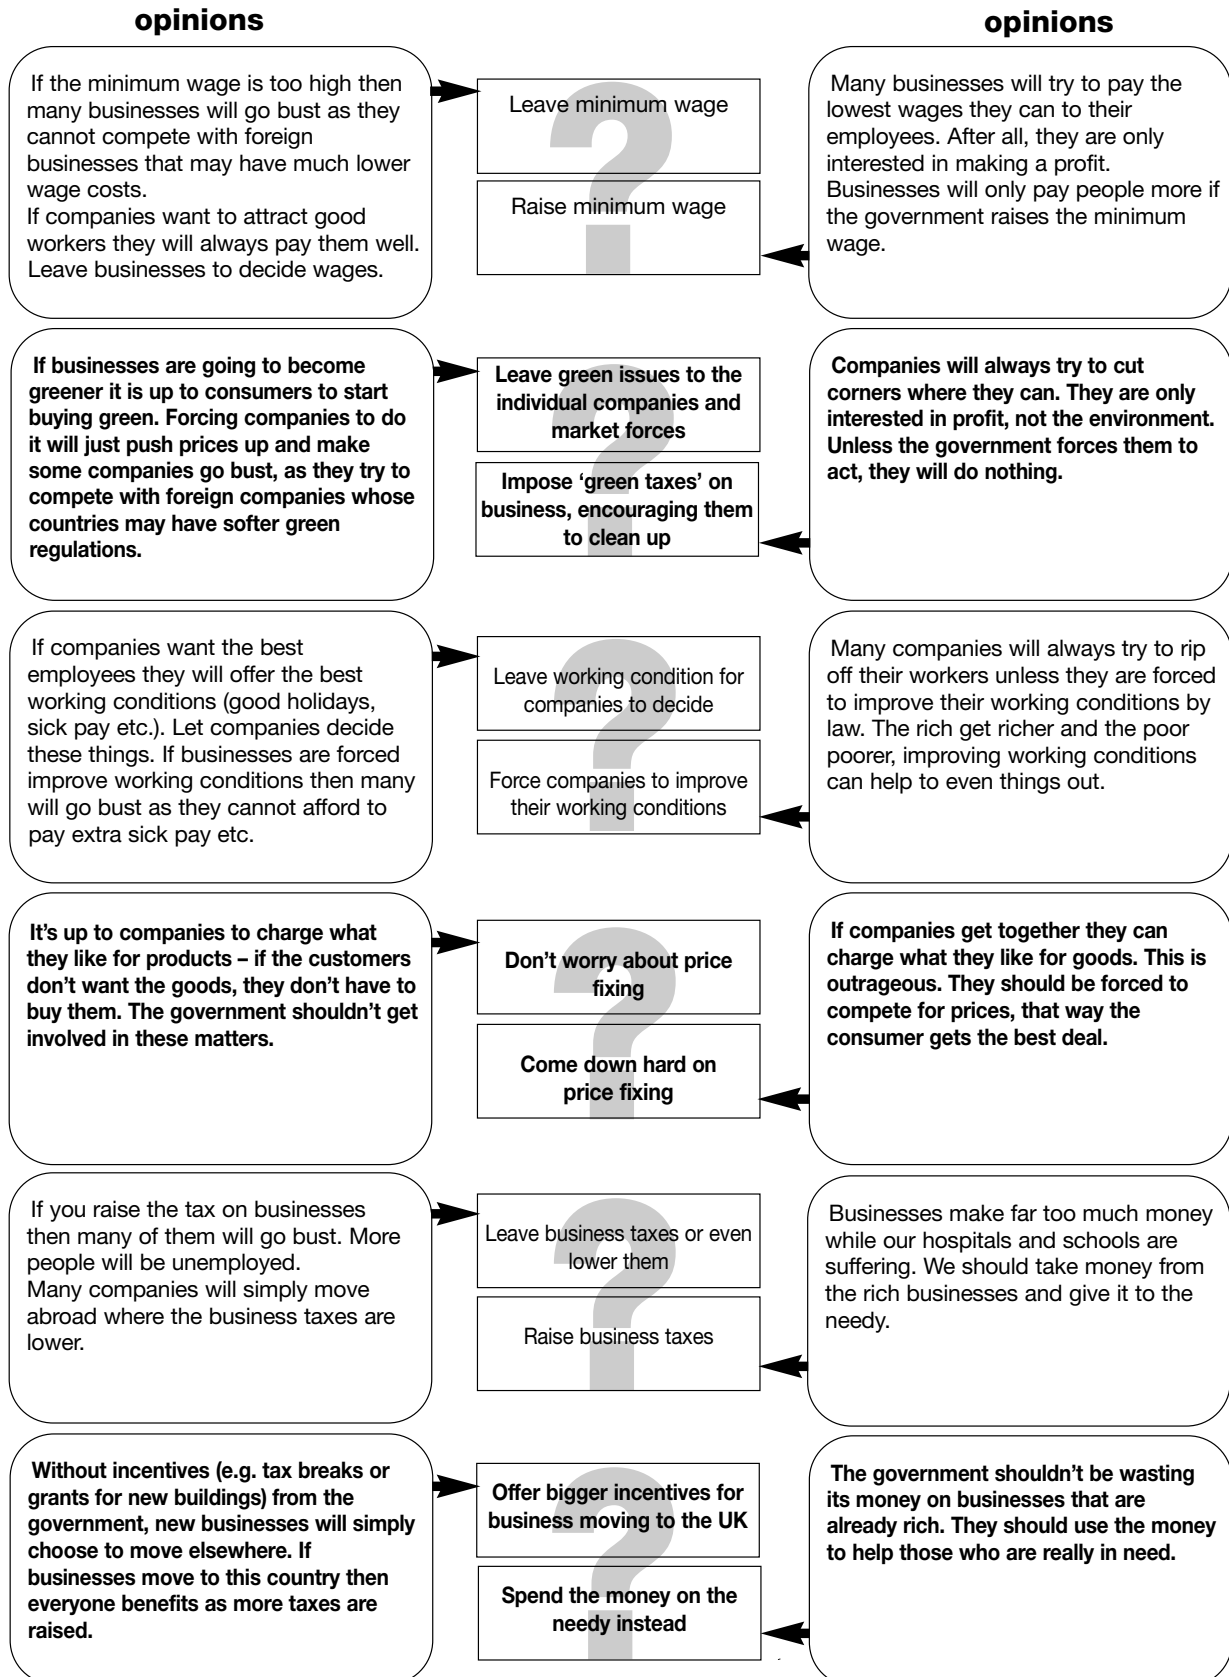 opinions
opinions
If the minimum wage is too high then
many businesses will go bust as they
cannot compete with foreign
businesses that may have much lower
wage costs.
If companies want to attract good
workers they will always pay them well.
Leave businesses to decide wages.
Leave minimum wage
Raise minimum wage
Many businesses will try to pay the
lowest wages they can to their
employees. After all, they are only
interested in making a profit.
Businesses will only pay people more if
the government raises the minimum
wage.
If businesses are going to become
greener it is up to consumers to start
buying green. Forcing companies to do
it will just push prices up and make
some companies go bust, as they try to
compete with foreign companies whose
countries may have softer green
regulations.
Leave green issues to the
individual companies and
market forces
Impose ‘green taxes’ on
business, encouraging them
to clean up
Companies will always try to cut
corners where they can. They are only
interested in profit, not the environment.
Unless the government forces them to
act, they will do nothing.
If companies want the best
employees they will offer the best
working conditions (good holidays,
sick pay etc.). Let companies decide
these things. If businesses are forced
improve working conditions then many
will go bust as they cannot afford to
pay extra sick pay etc.
Leave working condition for
companies to decide
Force companies to improve
their working conditions
Many companies will always try to rip
off their workers unless they are forced
to improve their working conditions by
law. The rich get richer and the poor
poorer, improving working conditions
can help to even things out.
It’s up to companies to charge what
they like for products – if the customers
don’t want the goods, they don’t have to
buy them. The government shouldn’t get
involved in these matters.
Don’t worry about price
fixing
Come down hard on
price fixing
If companies get together they can
charge what they like for goods. This is
outrageous. They should be forced to
compete for prices, that way the
consumer gets the best deal.
If you raise the tax on businesses
then many of them will go bust. More
people will be unemployed.
Many companies will simply move
abroad where the business taxes are
lower.
Leave business taxes or even
lower them
Raise business taxes
Businesses make far too much money
while our hospitals and schools are
suffering. We should take money from
the rich businesses and give it to the
needy.
Without incentives (e.g. tax breaks or
grants for new buildings) from the
government, new businesses will simply
choose to move elsewhere. If
businesses move to this country then
everyone benefits as more taxes are
raised.
Offer bigger incentives for
business moving to the UK
Spend the money on the
needy instead
The government shouldn’t be wasting
its money on businesses that are
already rich. They should use the money
to help those who are really in need.
?
?
?
?
?
?